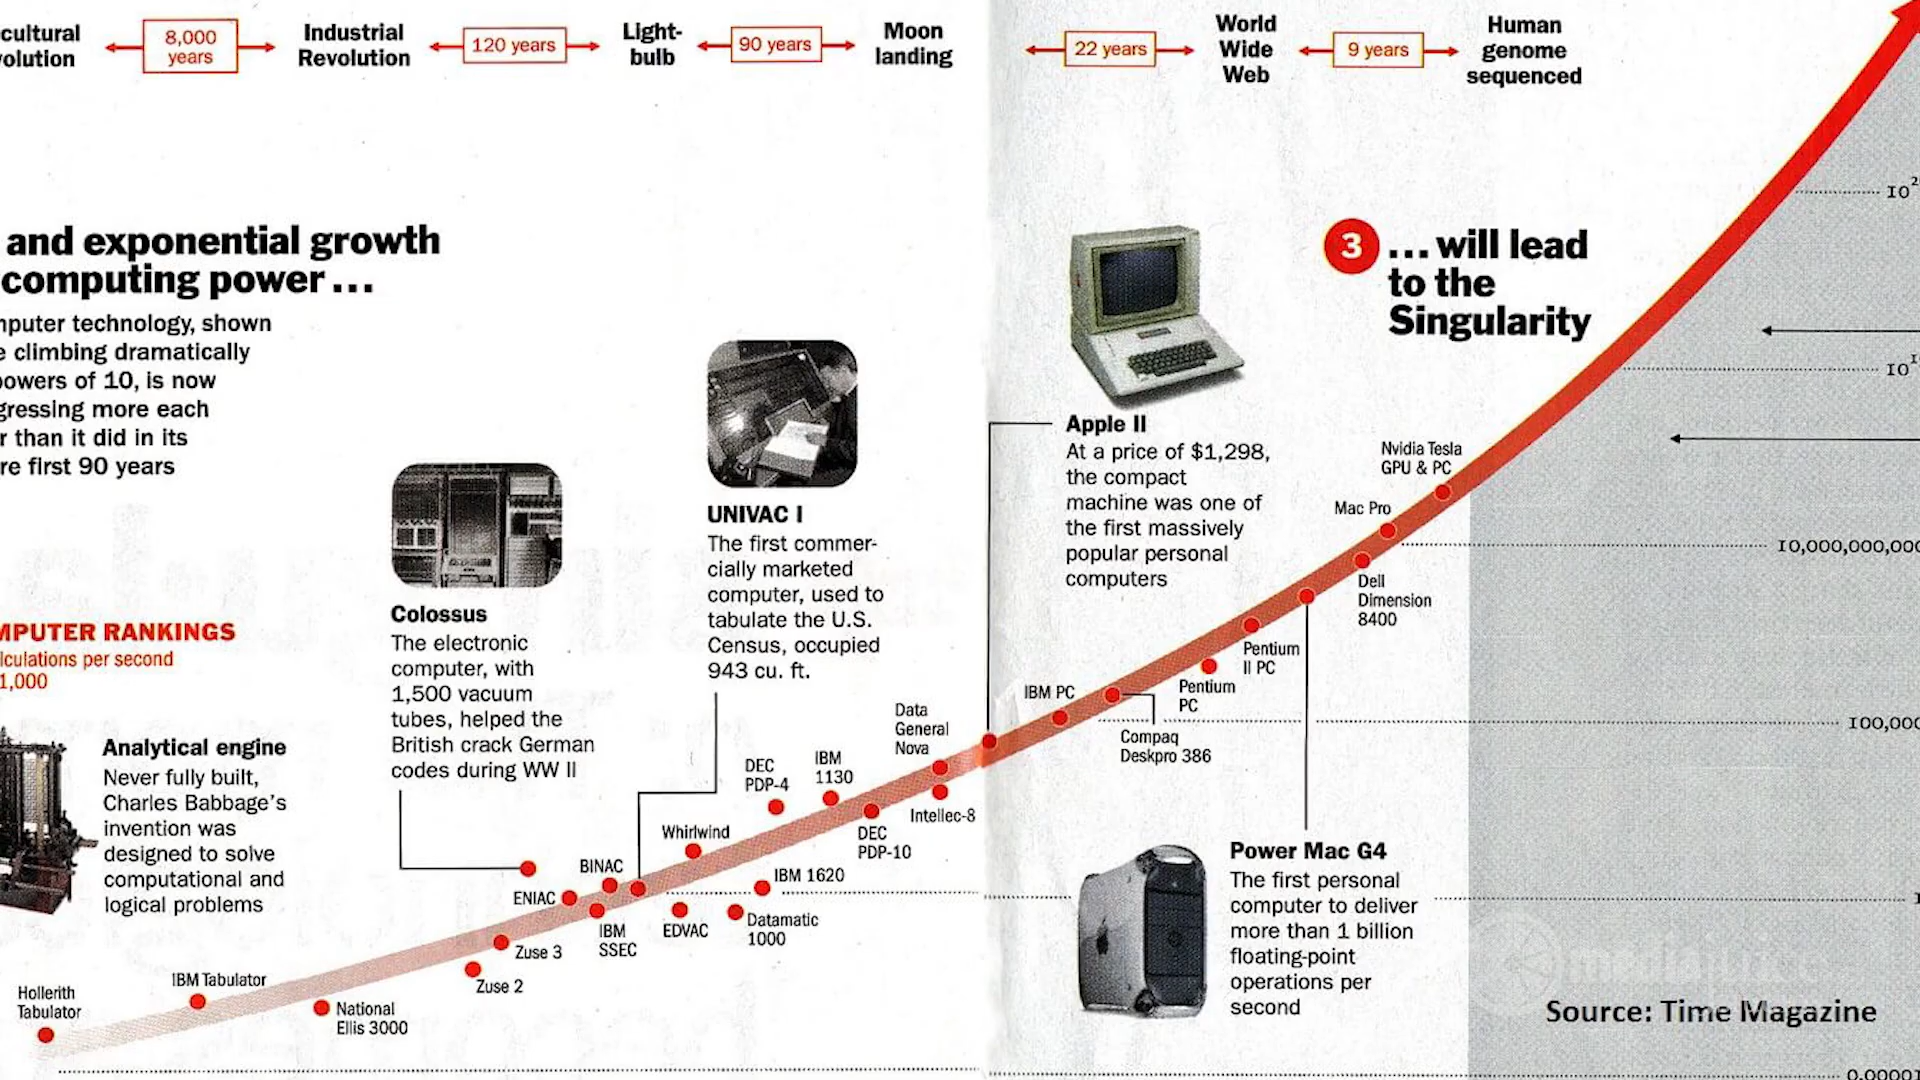 cultural
volution
8,000
years
Industrial
Revolution
120 years
Light-
bulb
90 years
Moon
landing
22 years
World
Wide
Web
9 years
Human
genome
sequenced
and exponential growth
computing power...
mputer technology, shown
e climbing dramatically
powers of 10, is now
gressing more each
r than it did in its
re first 90 years
3 ...will lead
to the
Singularity
MPUTER RANKINGS
lculations per second
1,000
Analytical engine
Never fully built,
Charles Babbage's
invention was
designed to solve
computational and
logical problems
Colossus
The electronic
computer, with
1,500 vacuum
tubes, helped the
British crack German
codes during WW II
UNIVAC I
The first commer-
cially marketed
computer, used to
tabulate the U.S.
Census, occupied
943 cu. ft.
Apple II
At a price of $1,298,
the compact
machine was one of
the first massively
popular personal
computers
Power Mac G4
The first personal
computer to deliver
more than 1 billion
floating-point
operations per
second
Hollerith
Tabulator
IBM Tabulator
National
Ellis 3000
Zuse 2
Zuse 3
ENIAC
BINAC
IBM
SSEC
Whirlwind
EDVAC
Datamatic
1000
IBM 1620
DEC
PDP-4
IBM
1130
DEC
PDP-10
Data
General
Nova
Intellec-8
IBM PC
Compaq
Deskpro 386
Pentium
PC
Pentium
II PC
Dell
Dimension
8400
Mac Pro
Nvidia Tesla
GPU & PC
10²
10¹
10,000,000,000
100,000
1
0.00001
Source: Time Magazine